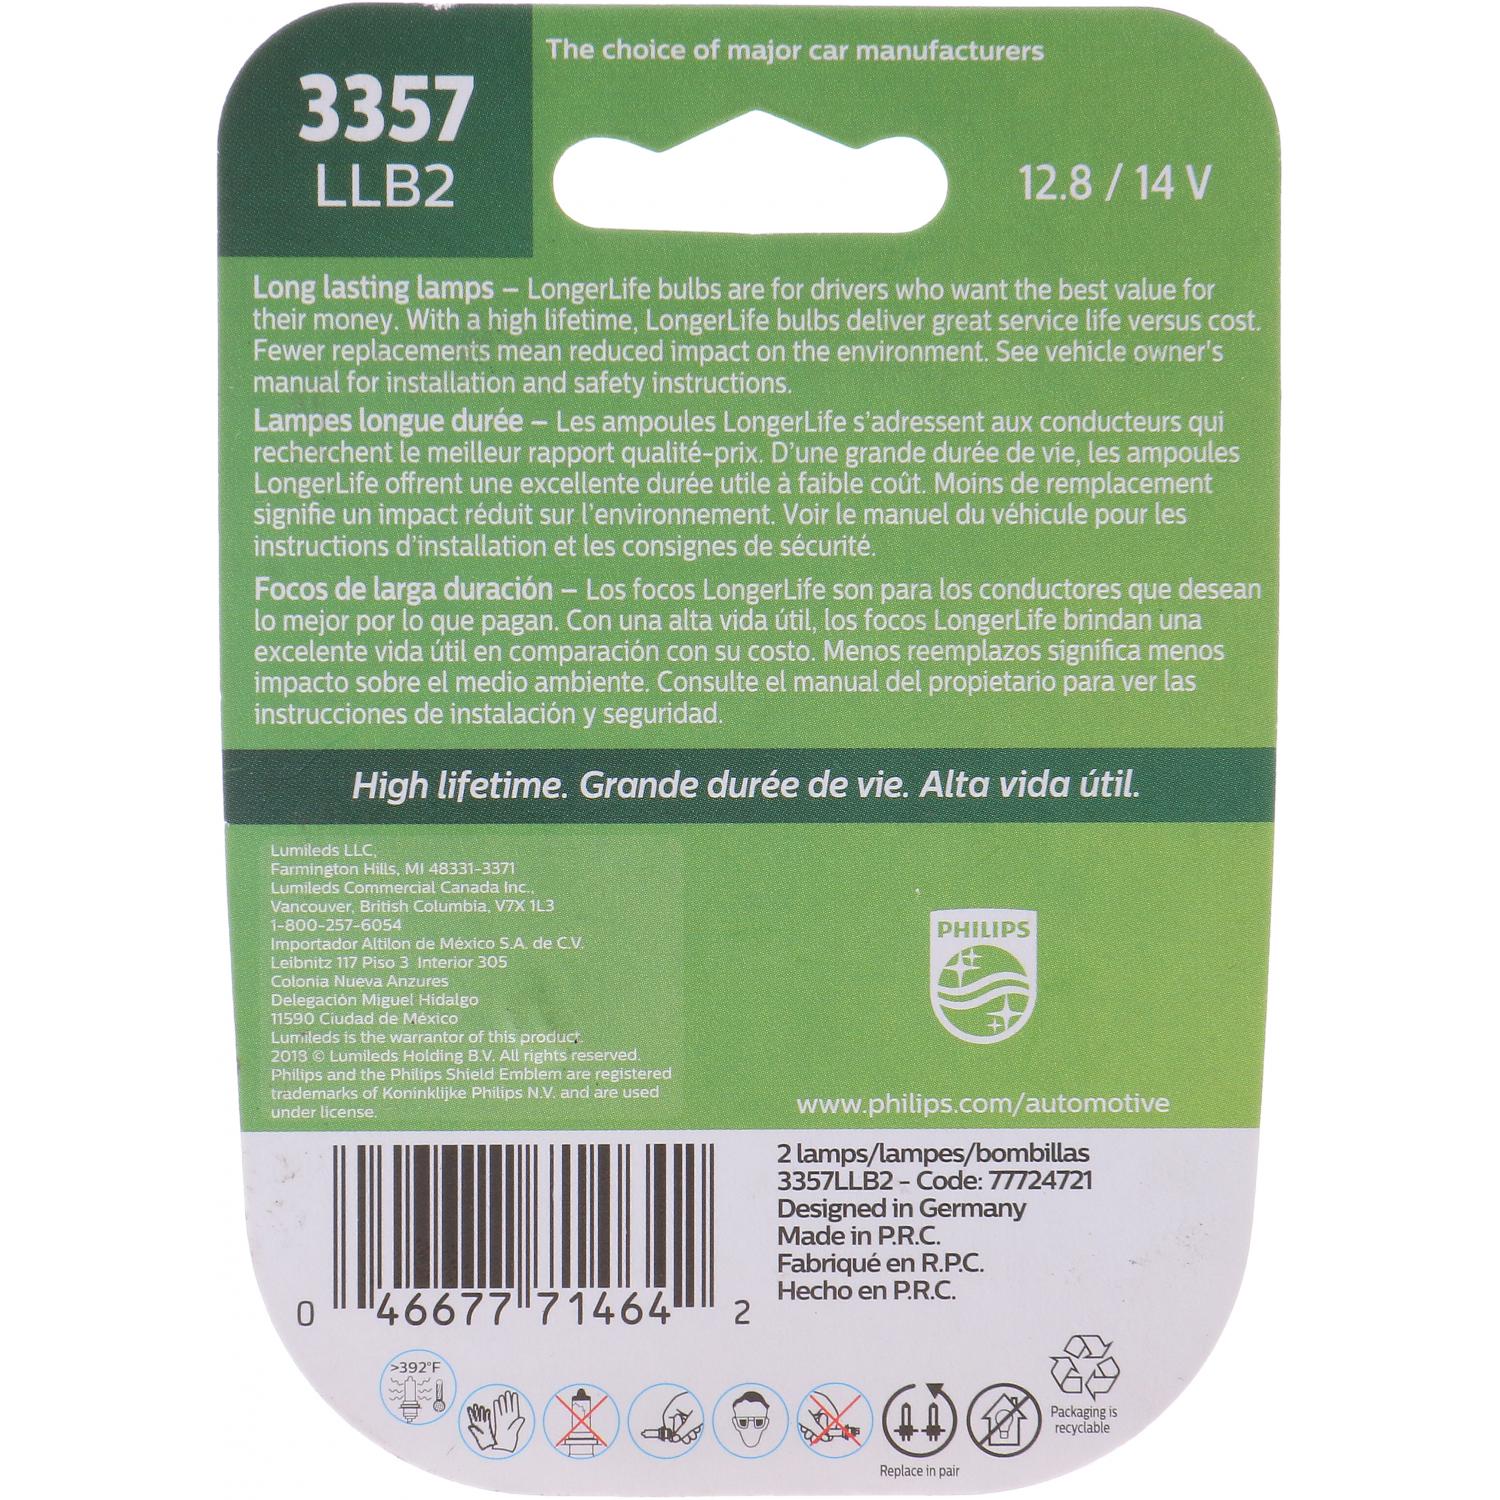 The choice of major car manufacturers
3357
LLB2
12.8 / 14 V
Long lasting lamps – LongerLife bulbs are for drivers who want the best value for
their money. With a high lifetime, LongerLife bulbs deliver great service life versus cost.
Fewer replacements mean reduced impact on the environment. See vehicle owner's
manual for installation and safety instructions.
Lampes longue durée – Les ampoules LongerLife s'adressent aux conducteurs qui
recherchent le meilleur rapport qualité-prix. D'une grande durée de vie, les ampoules
LongerLife offrent une excellente durée utile à faible coût. Moins de remplacement
signifie un impact réduit sur l'environnement. Voir le manuel du véhicule pour les
instructions d'installation et les consignes de sécurité.
Focos de larga duración – Los focos LongerLife son para los conductores que desean
lo mejor por lo que pagan. Con una alta vida útil, los focos LongerLife brindan una
excelente vida útil en comparación con su costo. Menos reemplazos significa menos
impacto sobre el medio ambiente. Consulte el manual del propietario para ver las
instrucciones de instalación y seguridad.
High lifetime. Grande durée de vie. Alta vida útil.
Lumileds LLC,
Farmington Hills, MI 48331-3371
Lumileds Commercial Canada Inc.,
Vancouver, British Columbia, V7X 1L3
1-800-257-6054
Importador Altilon de México S.A. de C.V.
Leibnitz 117 Piso 3 Interior 305
Colonia Nueva Anzures
Delegación Miguel Hidalgo
11590 Ciudad de México
Lumileds is the warrantor of this product.
2018 © Lumileds Holding B.V. All rights reserved.
Philips and the Philips Shield Emblem are registered
trademarks of Koninklijke Philips N.V. and are used
under license.
PHILIPS
www.philips.com/automotive
2 lamps/lampes/bombillas
3357LLB2 – Code: 77724721
Designed in Germany
Made in P.R.C.
Fabriqué en R.P.C.
Hecho en P.R.C.
0 46677 71464 2
>392°F
Replace in pair
Packaging is
recyclable